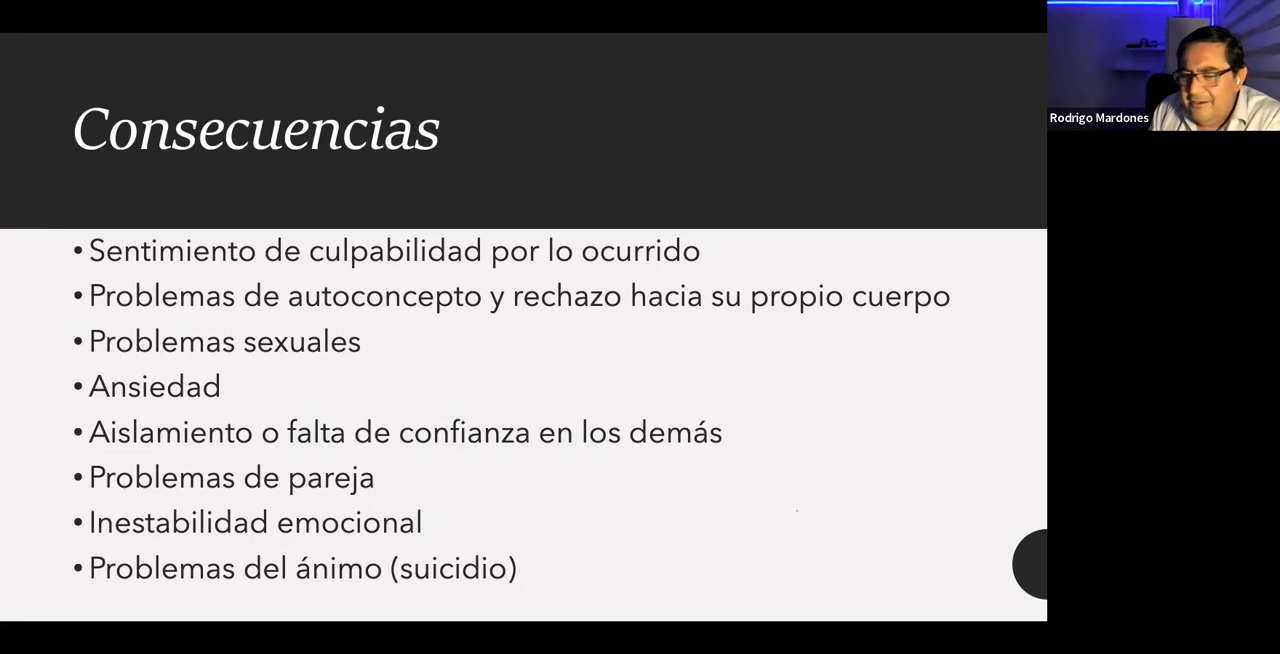 Consecuencias
• Sentimiento de culpabilidad por lo ocurrido
• Problemas de autoconcepto y rechazo hacia su propio cuerpo
• Problemas sexuales
• Ansiedad
• Aislamiento o falta de confianza en los demás
• Problemas de pareja
• Inestabilidad emocional
• Problemas del ánimo (suicidio)
Rodrigo Mardones